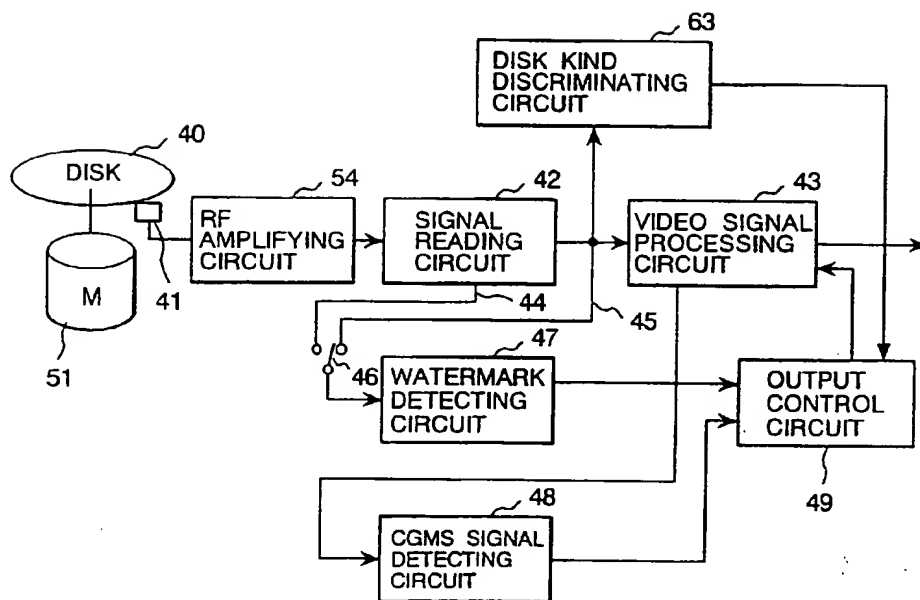 63
DISK KIND
DISCRIMINATING
CIRCUIT
40
DISK
54
RF
AMPLIFYING
CIRCUIT
42
SIGNAL
READING
CIRCUIT
43
VIDEO SIGNAL
PROCESSING
CIRCUIT
41
M
51
44
45
46
47
WATERMARK
DETECTING
CIRCUIT
OUTPUT
CONTROL
CIRCUIT
49
48
CGMS SIGNAL
DETECTING
CIRCUIT